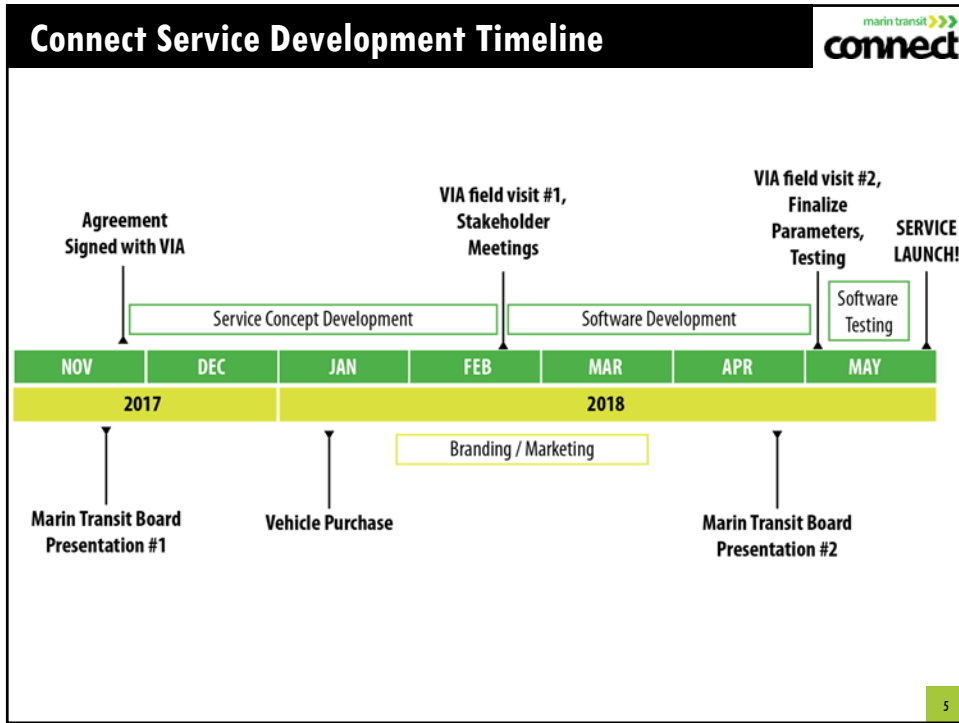 Connect Service Development Timeline
marin transit
connect
Agreement
Signed with VIA
VIA field visit #1,
Stakeholder
Meetings
VIA field visit #2,
Finalize
Parameters,
Testing
SERVICE
LAUNCH!
Service Concept Development
Software Development
Software
Testing
NOV DEC JAN FEB MAR APR MAY
2017 2018
Branding / Marketing
Marin Transit Board
Presentation #1
Vehicle Purchase
Marin Transit Board
Presentation #2
5